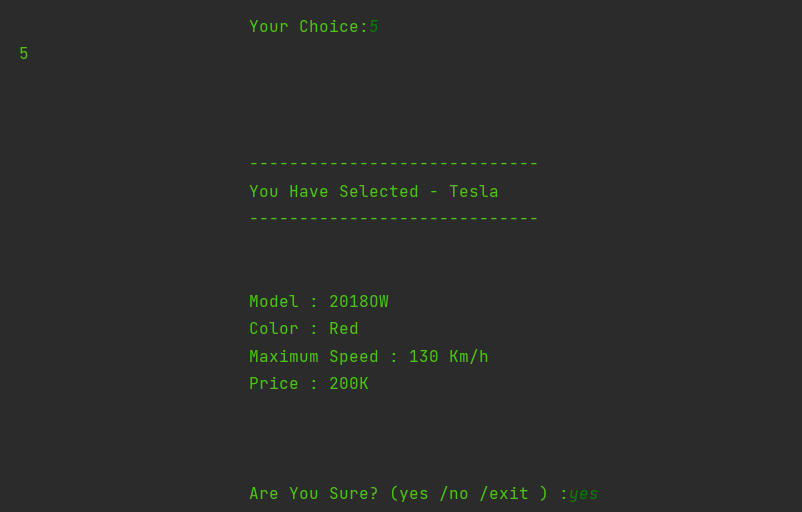 Your Choice:5
5
-----------------------------
You Have Selected - Tesla
-----------------------------
Model : 2018OW
Color : Red
Maximum Speed : 130 Km/h
Price : 200K
Are You Sure? (yes /no /exit ) :yes